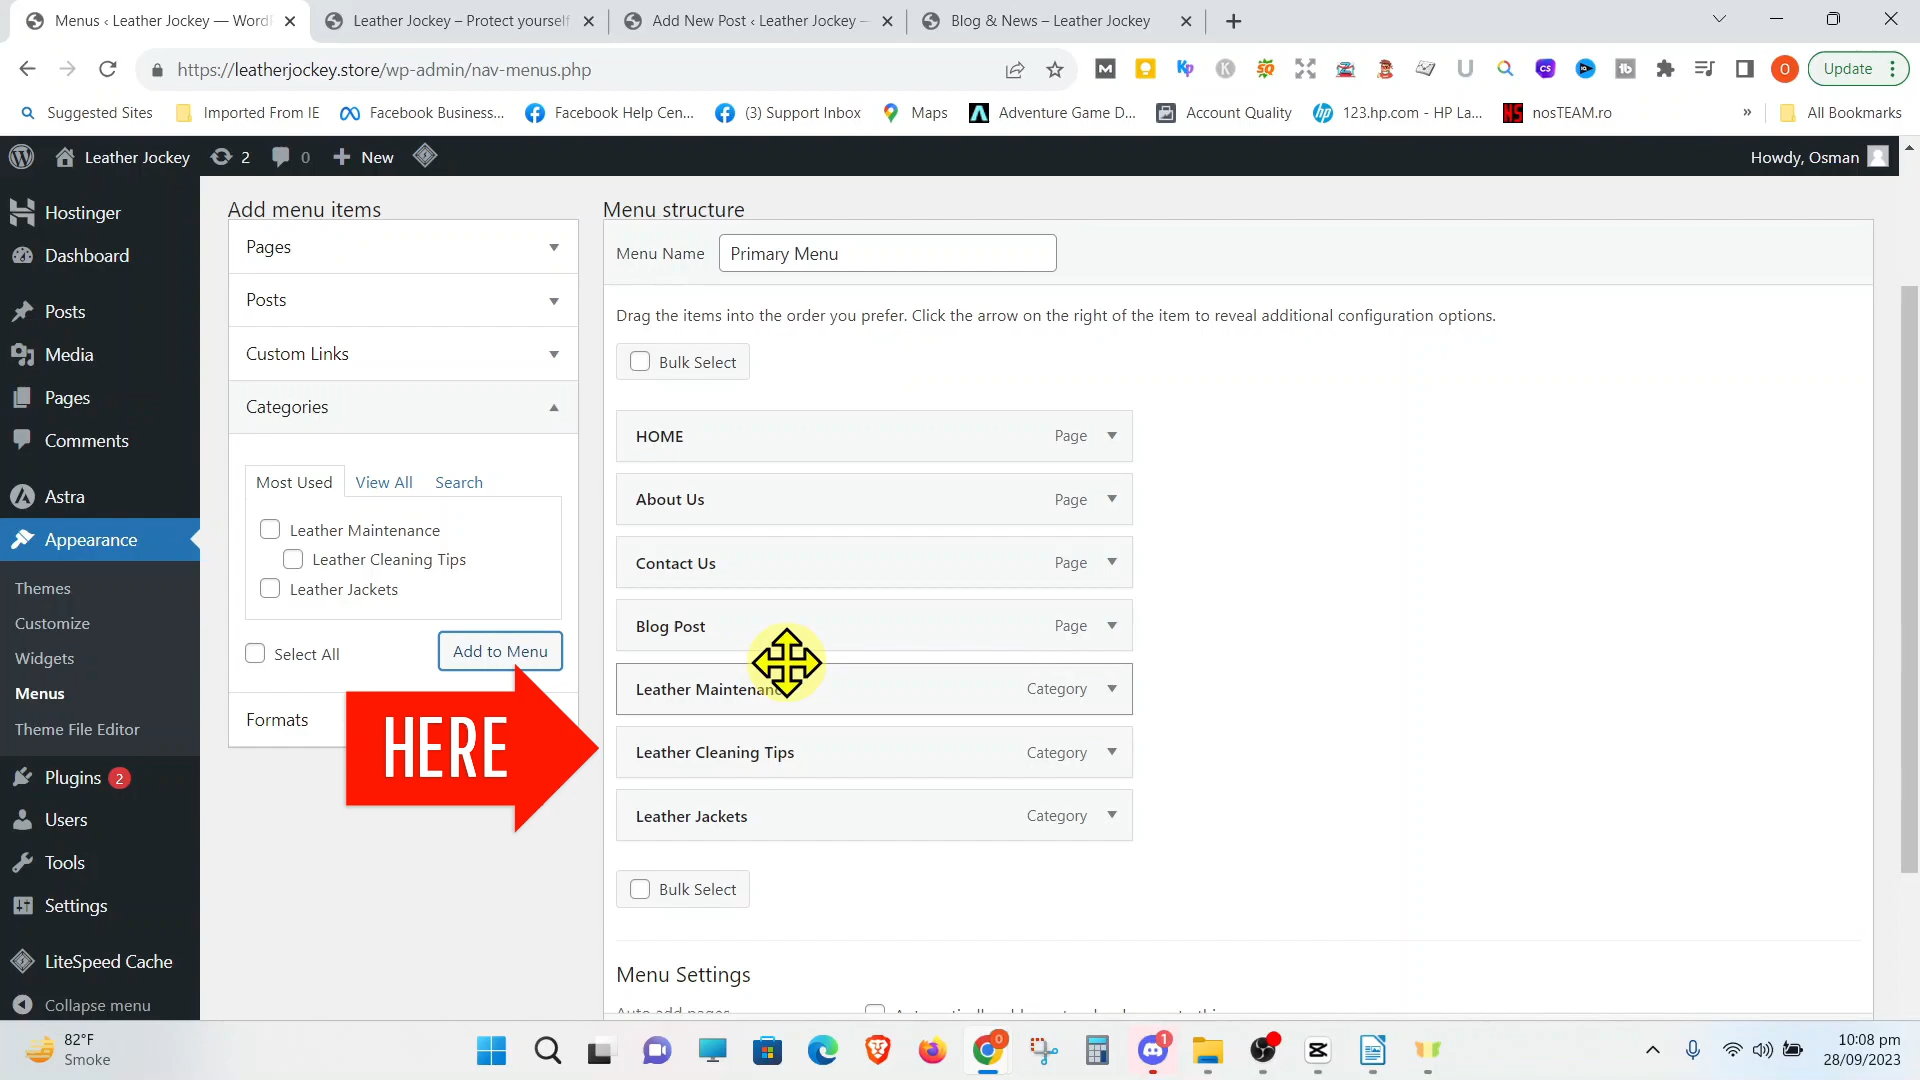 Menus ‹ Leather Jockey — WordP
Leather Jockey – Protect yourself
Add New Post ‹ Leather Jockey —
Blog & News – Leather Jockey
https://leatherjockey.store/wp-admin/nav-menus.php
Update
Suggested Sites
Imported From IE
Facebook Business...
Facebook Help Cen...
(3) Support Inbox
Maps
Adventure Game D...
Account Quality
123.hp.com - HP La...
nosTEAM.ro
»
All Bookmarks
Leather Jockey
2
0
New
Howdy, Osman
Hostinger
Dashboard
Posts
Media
Pages
Comments
Astra
Appearance
Themes
Customize
Widgets
Menus
Theme File Editor
Plugins 2
Users
Tools
Settings
LiteSpeed Cache
Collapse menu
Add menu items
Pages
Posts
Custom Links
Categories
Most Used
View All
Search
Leather Maintenance
Leather Cleaning Tips
Leather Jackets
Select All
Add to Menu
Formats
HERE
Menu structure
Menu Name
Primary Menu
Drag the items into the order you prefer. Click the arrow on the right of the item to reveal additional configuration options.
Bulk Select
HOME
Page
About Us
Page
Contact Us
Page
Blog Post
Page
Leather Maintenance
Category
Leather Cleaning Tips
Category
Leather Jackets
Category
Bulk Select
Menu Settings
Auto add pages
82°F
Smoke
10:08 pm
28/09/2023